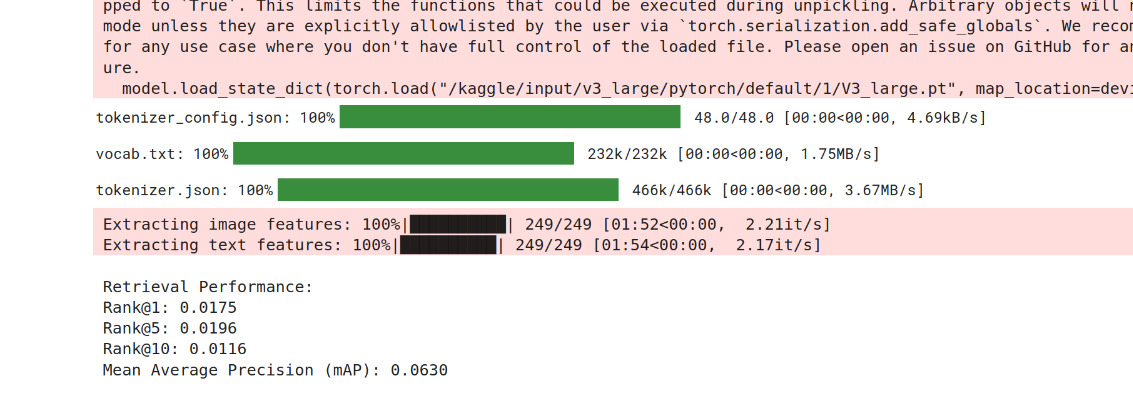 pped to `True`. This limits the functions that could be executed during unpickling. Arbitrary objects will
mode unless they are explicitly allowlisted by the user via `torch.serialization.add_safe_globals`. We
for any use case where you don't have full control of the loaded file. Please open an issue on GitHub for
ure.
model.load_state_dict(torch.load("/kaggle/input/v3_large/pytorch/default/1/V3_large.pt", map_location=devi
tokenizer_config.json: 100% 48.0/48.0 [00:00<00:00, 4.69kB/s]
vocab.txt: 100% 232k/232k [00:00<00:00, 1.75MB/s]
tokenizer.json: 100% 466k/466k [00:00<00:00, 3.67MB/s]
Extracting image features: 100%|██████████| 249/249 [01:52<00:00,  2.21it/s]
Extracting text features: 100%|██████████| 249/249 [01:54<00:00,  2.17it/s]
Retrieval Performance:
Rank@1: 0.0175
Rank@5: 0.0196
Rank@10: 0.0116
Mean Average Precision (mAP): 0.0630